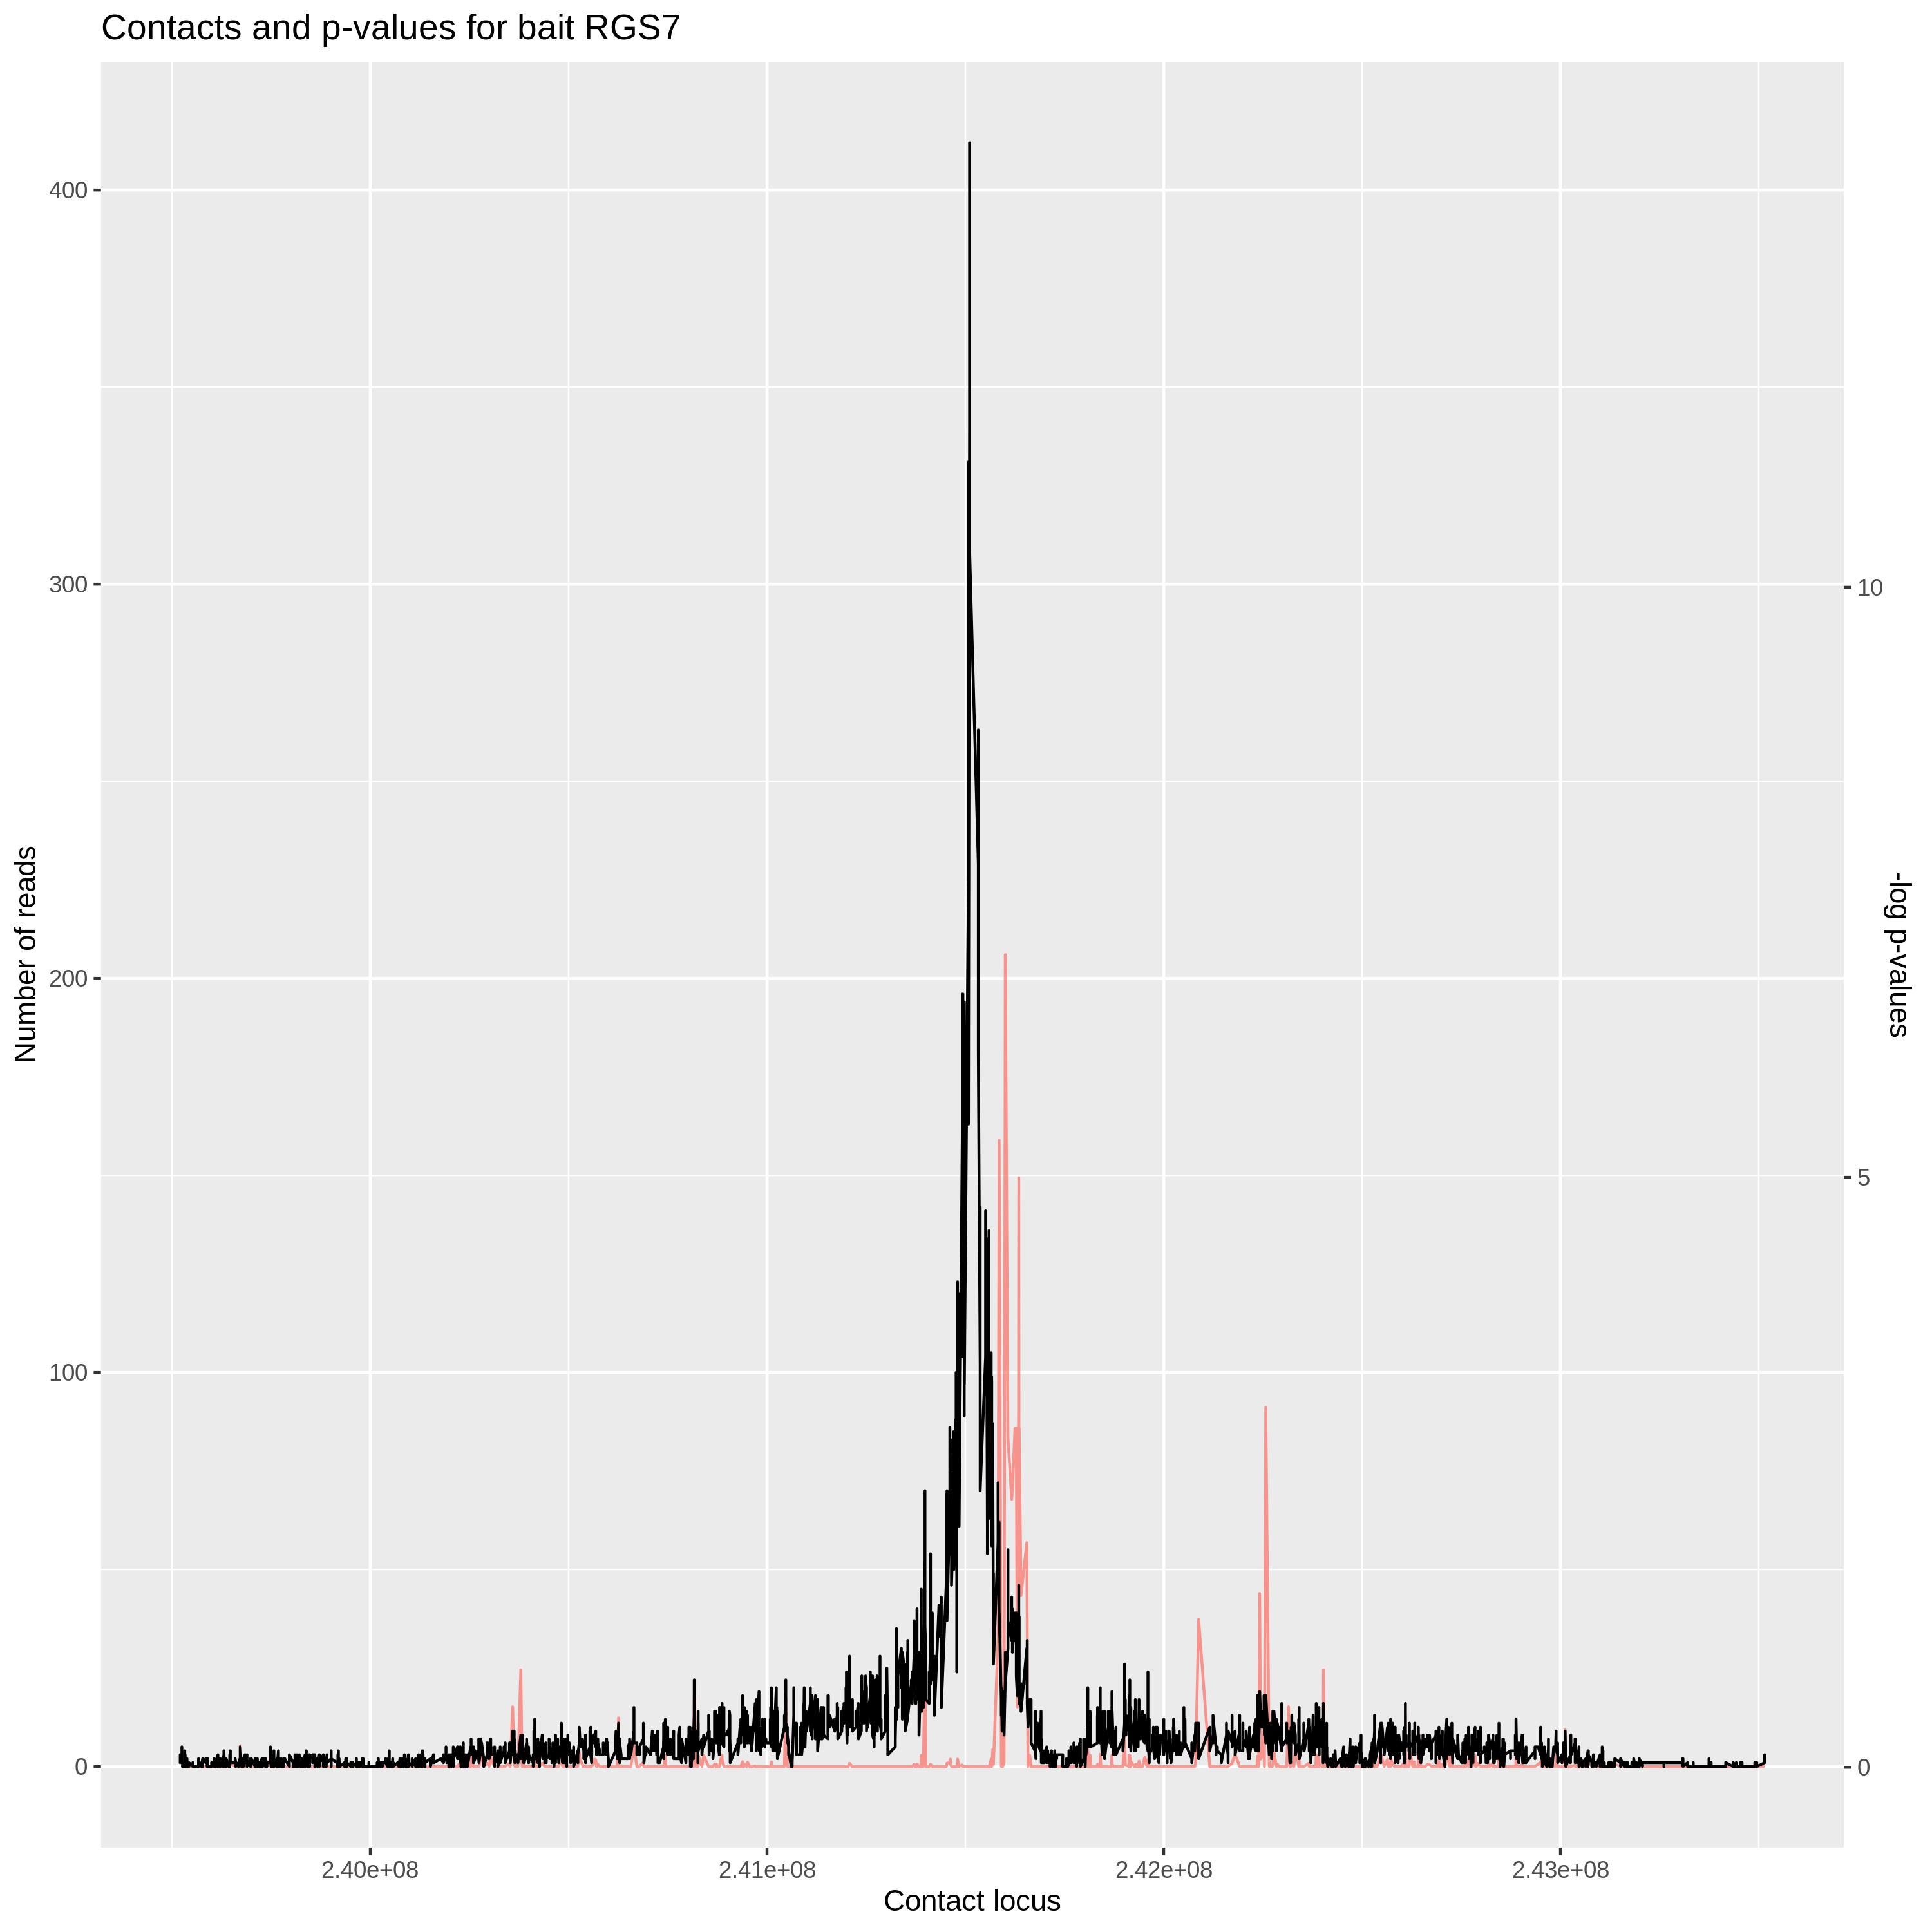 Contacts and p-values for bait RGS7
400
300
200
100
0
Number of reads
10
5
0
-log p-values
2.40e+08 2.41e+08 2.42e+08 2.43e+08
Contact locus